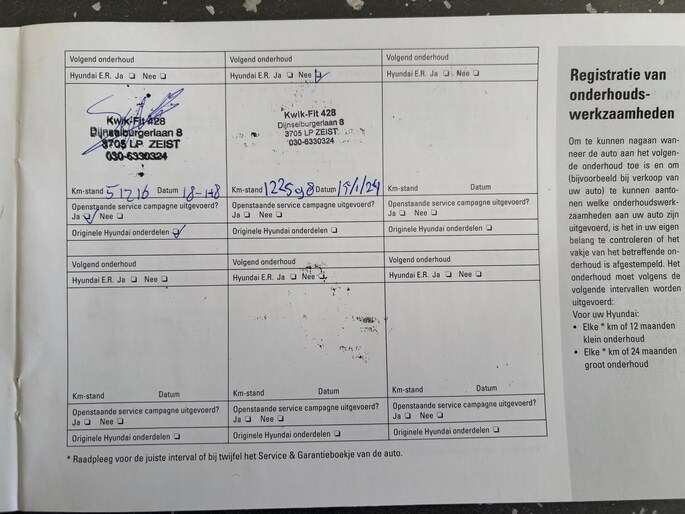 Volgend onderhoud
Hyundai E.R. Ja ❏ Nee ❏
Kwik-Fit 428
Dijnselburgerlaan 8
3705 LP ZEIST
030-6330324
Km-stand 51216 Datum
Openstaande service campagne uitgevoerd?
Ja ❏ Nee ❏
Originele Hyundai onderdelen ❏
Volgend onderhoud
Hyundai E.R. Ja ❏ Nee ❏
Kwik-Fit 428
Dijnselburgerlaan 8
3705 LP ZEIST
030-6330324
Km-stand 122598 Datum 15/1/24
Openstaande service campagne uitgevoerd?
Ja ❏ Nee ❏
Originele Hyundai onderdelen ❏
Volgend onderhoud
Hyundai E.R. Ja ❏ Nee ❏
Km-stand Datum
Openstaande service campagne uitgevoerd?
Ja ❏ Nee ❏
Originele Hyundai onderdelen ❏
Volgend onderhoud
Hyundai E.R. Ja ❏ Nee ❏
Km-stand Datum
Openstaande service campagne uitgevoerd?
Ja ❏ Nee ❏
Originele Hyundai onderdelen ❏
Volgend onderhoud
Hyundai E.R. Ja ❏ Nee ❏
Km-stand Datum
Openstaande service campagne uitgevoerd?
Ja ❏ Nee ❏
Originele Hyundai onderdelen ❏
Volgend onderhoud
Hyundai E.R. Ja ❏ Nee ❏
Km-stand Datum
Openstaande service campagne uitgevoerd?
Ja ❏ Nee ❏
Originele Hyundai onderdelen ❏
* Raadpleeg voor de juiste interval of bij twijfel het Service & Garantieboekje van de auto.
Registratie van
onderhouds-
werkzaamheden
Om te kunnen nagaan wan-
neer de auto aan het volgen-
de onderhoud toe is en om
(bijvoorbeeld bij verkoop van
uw auto) te kunnen aanto-
nen welke onderhoudswerk-
zaamheden aan uw auto zijn
uitgevoerd, is het in uw eigen
belang te controleren of het
vakje van het betreffende on-
derhoud is afgestempeld. Het
onderhoud moet volgens de
volgende intervallen worden
uitgevoerd:
Voor uw Hyundai:
• Elke * km of 12 maanden
klein onderhoud
• Elke * km of 24 maanden
groot onderhoud